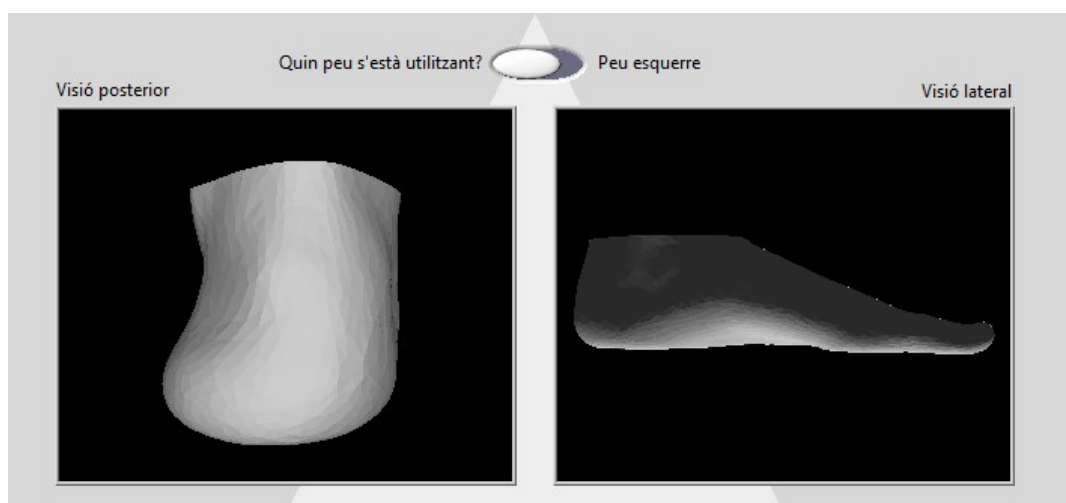 Quin peu s'està utilitzant? Peu esquerre
Visió posterior Visió lateral